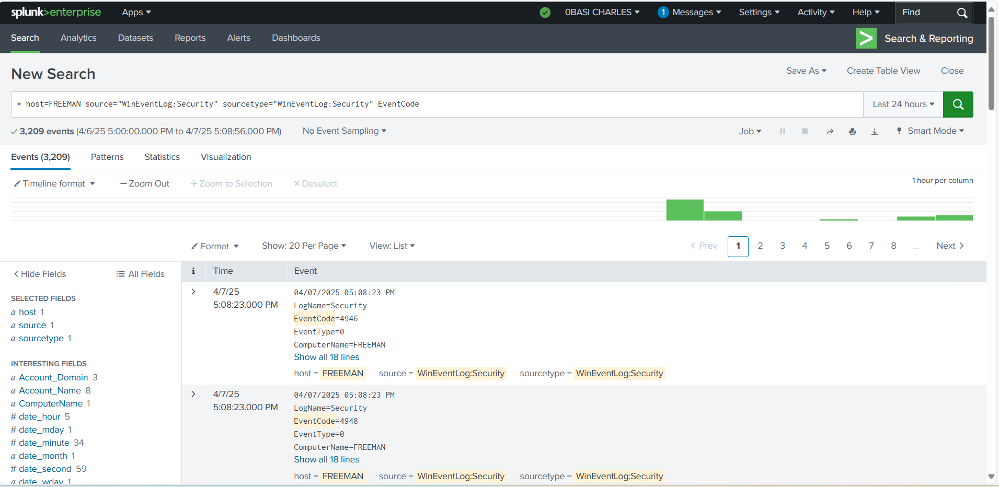 splunk>enterprise Apps 0BASI CHARLES 1 Messages Settings Activity Help Find
Search Analytics Datasets Reports Alerts Dashboards Search & Reporting
New Search Save As Create Table View Close
* host=FREEMAN source="WinEventLog:Security" sourcetype="WinEventLog:Security" EventCode Last 24 hours
3,209 events (4/6/25 5:00:00.000 PM to 4/7/25 5:08:56.000 PM) No Event Sampling Job Smart Mode
Events (3,209) Patterns Statistics Visualization
Timeline format — Zoom Out + Zoom to Selection × Deselect 1 hour per column
Format Show: 20 Per Page View: List < Prev 1 2 3 4 5 6 7 8 ... Next >
< Hide Fields All Fields
SELECTED FIELDS
a host 1
a source 1
a sourcetype 1
INTERESTING FIELDS
a Account_Domain 3
a Account_Name 8
a ComputerName 1
# date_hour 5
# date_mday 1
# date_minute 34
a date_month 1
# date_second 59
a date_wday 1
i Time Event
> 4/7/25
5:08:23.000 PM
04/07/2025 05:08:23 PM
LogName=Security
EventCode=4946
EventType=0
ComputerName=FREEMAN
Show all 18 lines
host = FREEMAN source = WinEventLog:Security sourcetype = WinEventLog:Security
> 4/7/25
5:08:23.000 PM
04/07/2025 05:08:23 PM
LogName=Security
EventCode=4948
EventType=0
ComputerName=FREEMAN
Show all 18 lines
host = FREEMAN source = WinEventLog:Security sourcetype = WinEventLog:Security